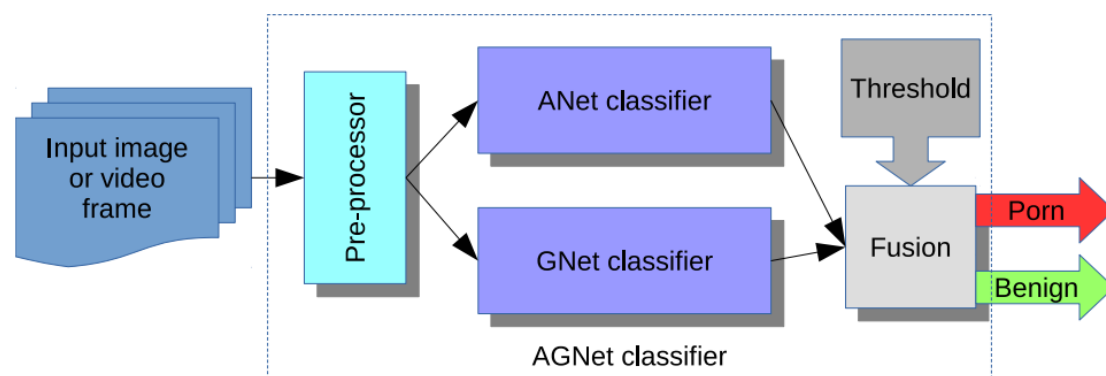 Input image
or video
frame
Pre-processor
ANet classifier
GNet classifier
Threshold
Fusion
Porn
Benign
AGNet classifier